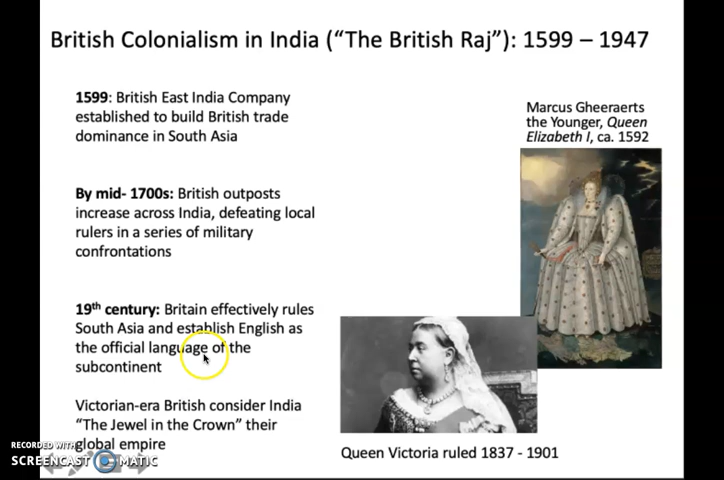 British Colonialism in India (“The British Raj”): 1599 – 1947
1599: British East India Company
established to build British trade
dominance in South Asia
By mid- 1700s: British outposts
increase across India, defeating local
rulers in a series of military
confrontations
19th century: Britain effectively rules
South Asia and establish English as
the official language of the
subcontinent
Victorian-era British consider India
“The Jewel in the Crown” their
global empire
Marcus Gheeraerts
the Younger, Queen
Elizabeth I, ca. 1592
Queen Victoria ruled 1837 - 1901
RECORDED WITH
SCREENCAST MATIC